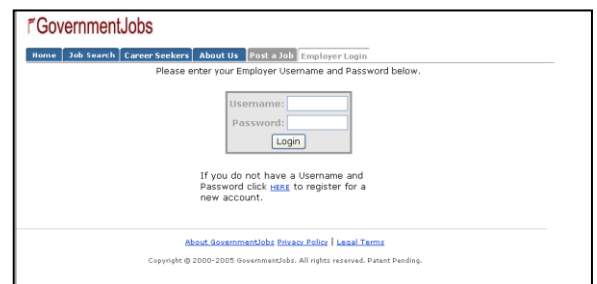 GovernmentJobs
Home Job Search Career Seekers About Us Post a Job Employer Login
Please enter your Employer Username and Password below.
Username:
Password:
Login
If you do not have a Username and
Password click HERE to register for a
new account.
About GovernmentJobs Privacy Policy | Legal Terms
Copyright © 2000-2005 GovernmentJobs. All rights reserved. Patent Pending.